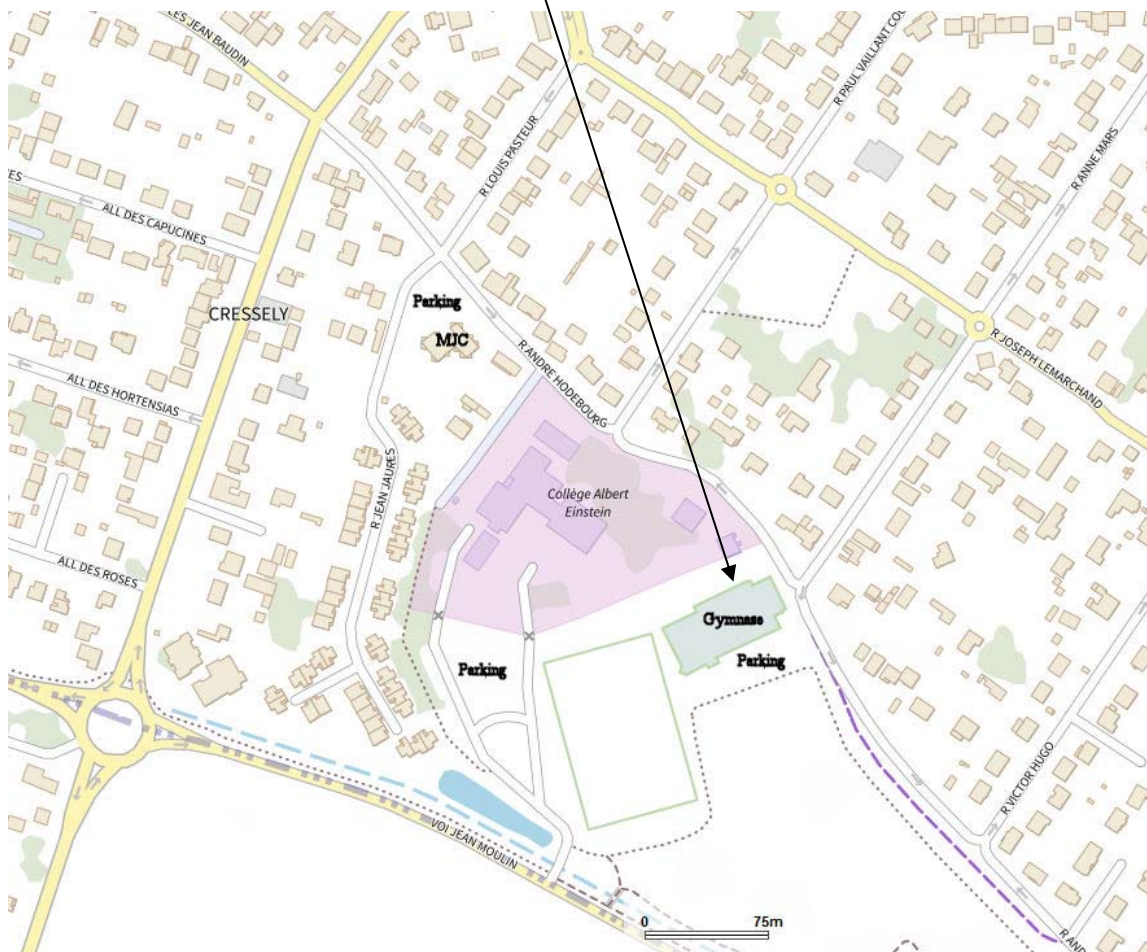 LES JEAN BAUDIN
R LOUIS PASTEUR
R PAUL VAILLANT COU
R ANNE MARS
ES
ALL DES CAPUCINES
CRESSELY
Parking
MJC
R ANDRE HODEBOURG
R JOSEPH LEMARCHAND
ALL DES HORTENSIAS
R JEAN JAURES
Collège Albert
Einstein
ALL DES ROSES
Gymnase
Parking
Parking
R VICTOR HUGO
VOI JEAN MOULIN
0 75m
R AND